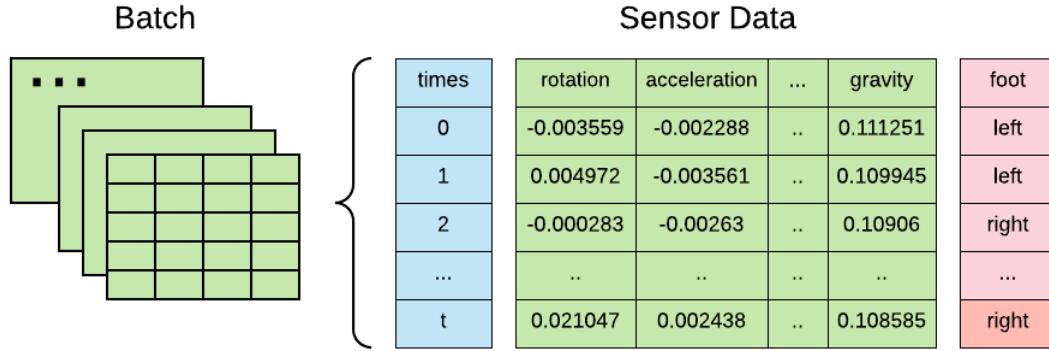 Batch
Sensor Data
...
times rotation acceleration ... gravity foot
0 -0.003559 -0.002288 .. 0.111251 left
1 0.004972 -0.003561 .. 0.109945 left
2 -0.000283 -0.00263 .. 0.10906 right
... .. .. .. .. ...
t 0.021047 0.002438 .. 0.108585 right